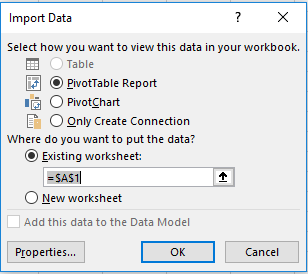 Import Data
? ×
Select how you want to view this data in your workbook.
Table
PivotTable Report
PivotChart
Only Create Connection
Where do you want to put the data?
Existing worksheet:
=$A$1
New worksheet
Add this data to the Data Model
Properties...
OK
Cancel